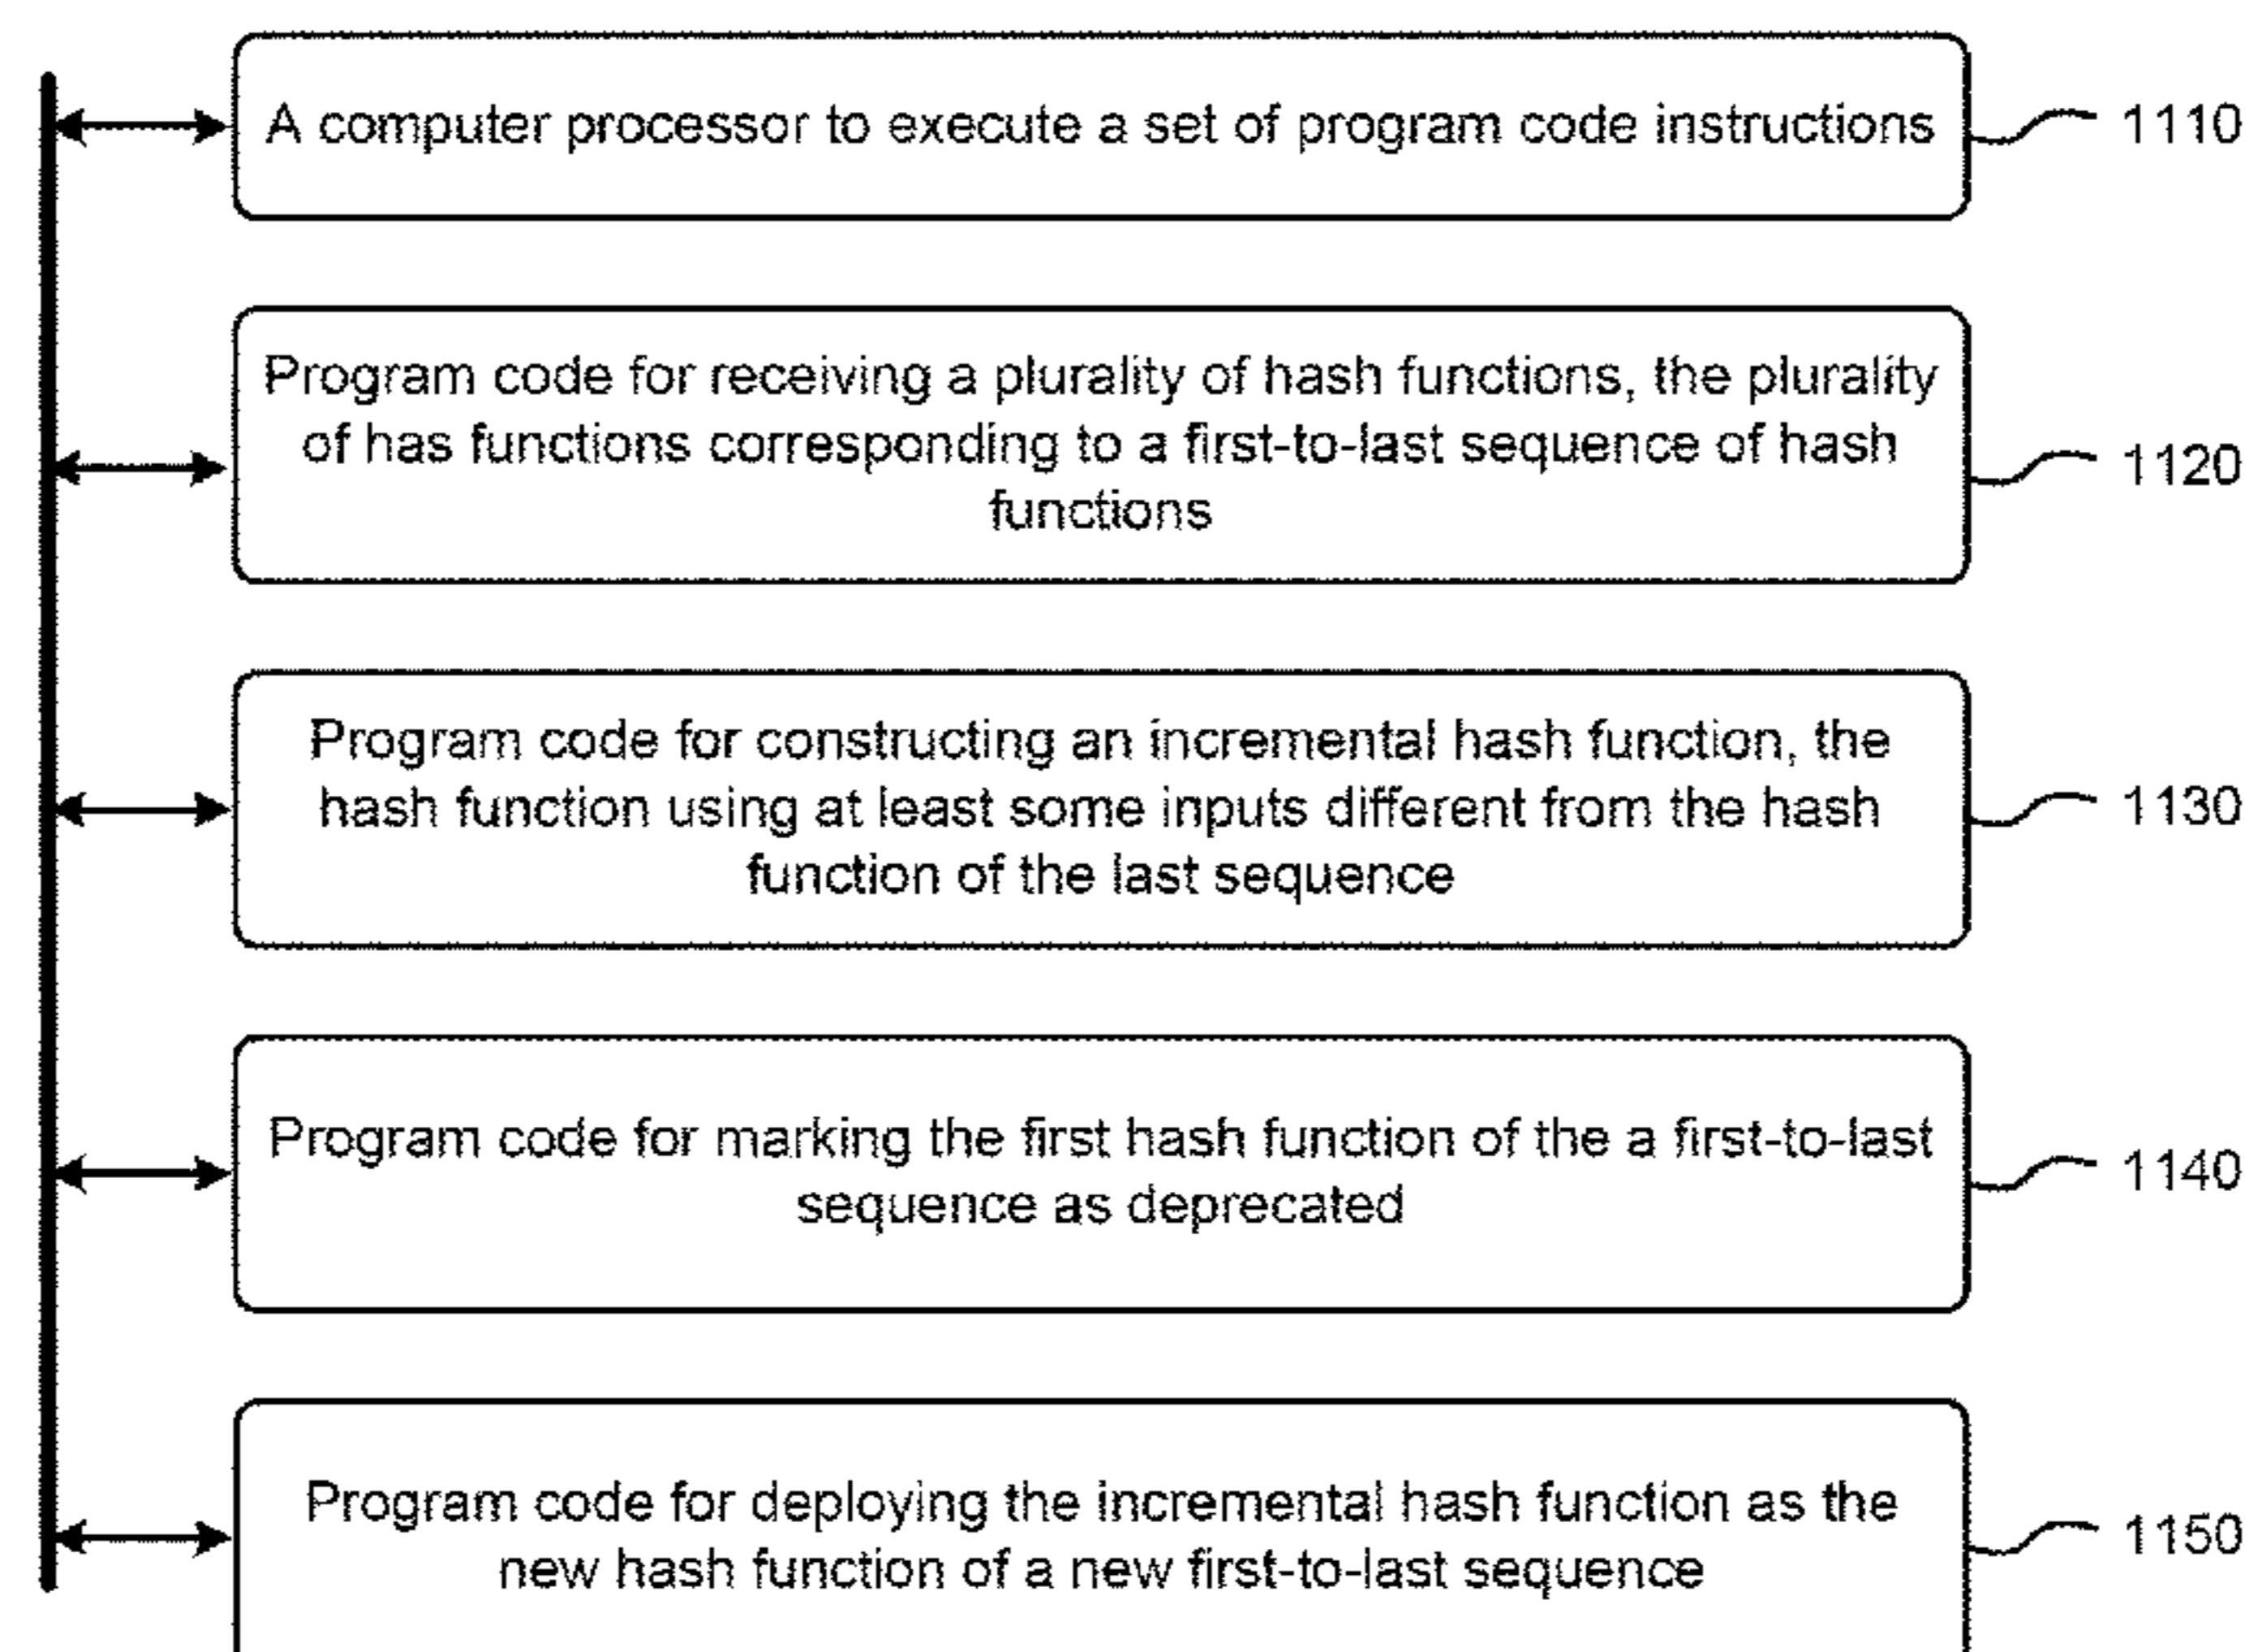 A computer processor to execute a set of program code instructions
1110
Program code for receiving a plurality of hash functions, the plurality
of has functions corresponding to a first-to-last sequence of hash
functions
1120
Program code for constructing an incremental hash function, the
hash function using at least some inputs different from the hash
function of the last sequence
1130
Program code for marking the first hash function of the a first-to-last
sequence as deprecated
1140
Program code for deploying the incremental hash function as the
new hash function of a new first-to-last sequence
1150